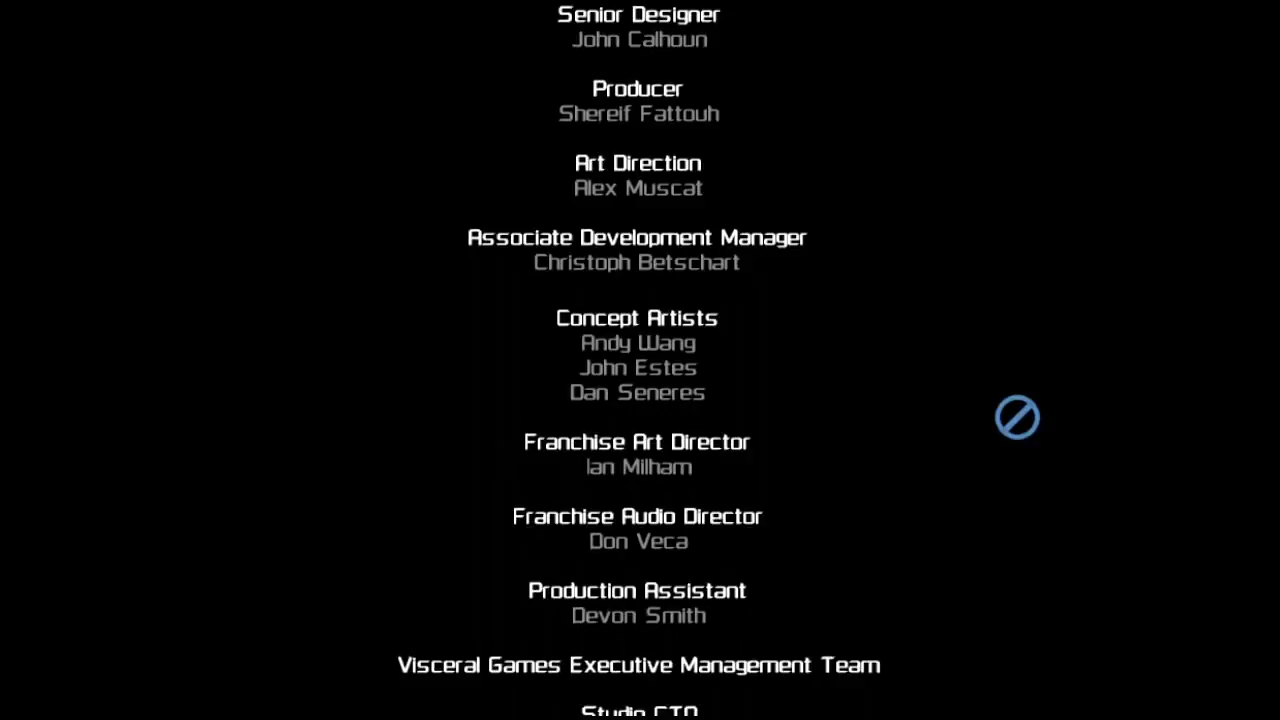 Senior Designer
John Calhoun
Producer
Shereif Fattouh
Art Direction
Alex Muscat
Associate Development Manager
Christoph Betschart
Concept Artists
Andy Wang
John Estes
Dan Seneres
Franchise Art Director
Ian Milham
Franchise Audio Director
Don Veca
Production Assistant
Devon Smith
Visceral Games Executive Management Team
Studio CTO